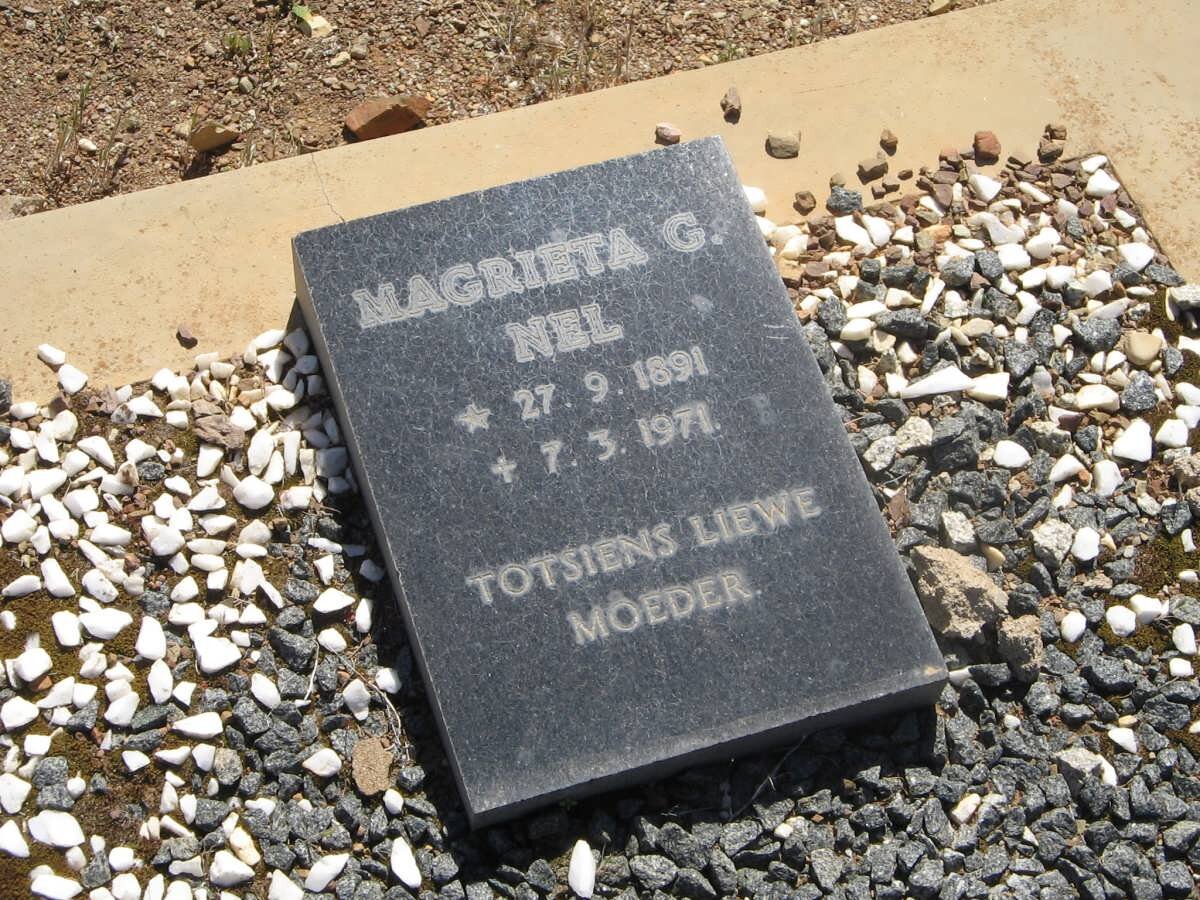 MAGRIETA G.
NEL
★ 27. 9. 1891
✝ 7. 3. 1971.
TOTSIENS LIEWE
MOEDER.